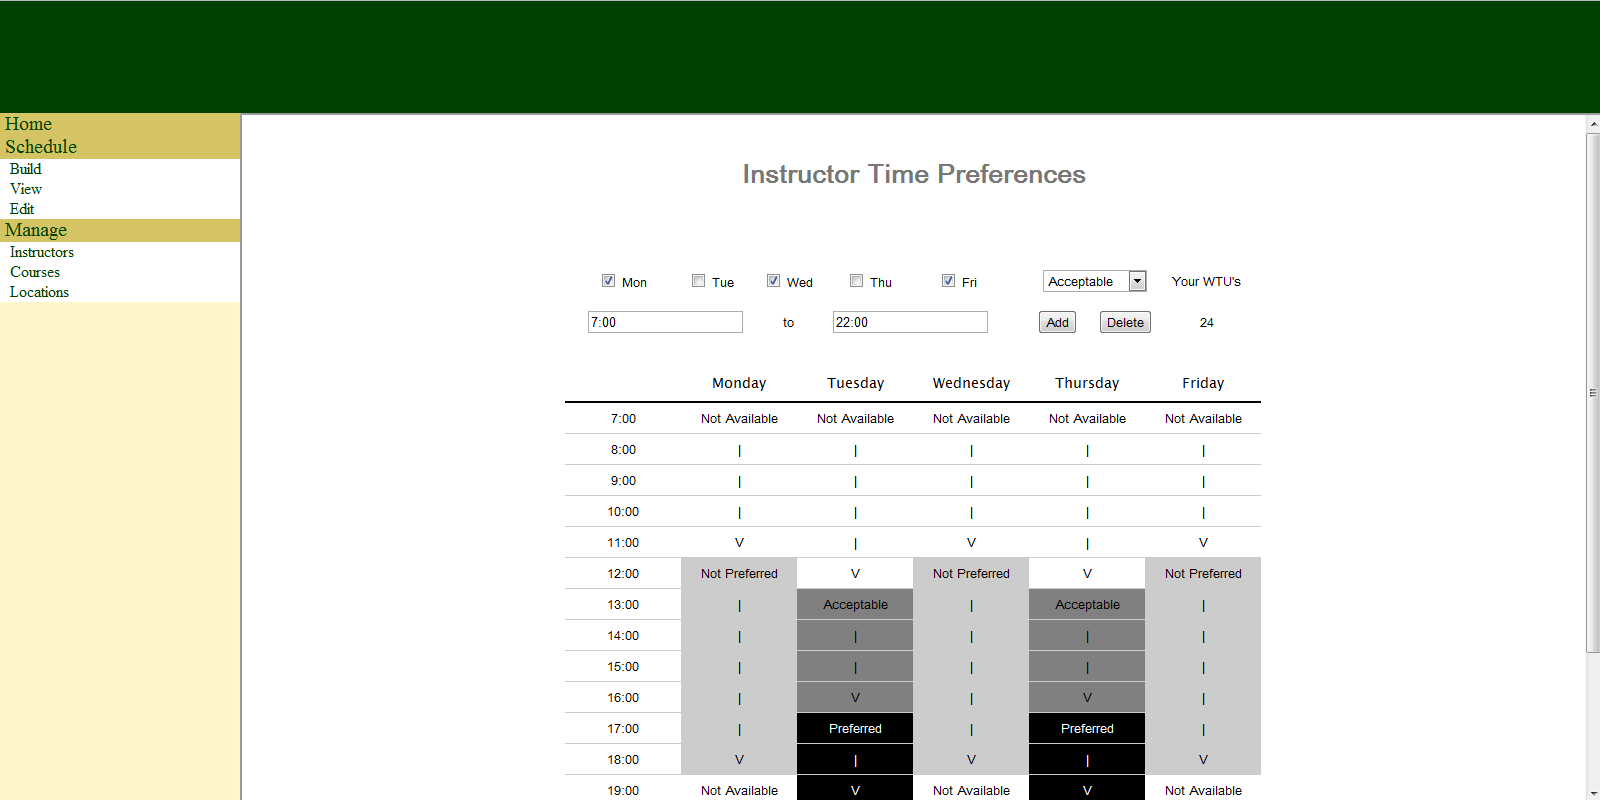 Home
Schedule
Build
View
Edit
Manage
Instructors
Courses
Locations
Instructor Time Preferences
Mon Tue Wed Thu Fri Acceptable Your WTU's
7:00 to 22:00 Add Delete 24
Monday Tuesday Wednesday Thursday Friday
7:00 Not Available Not Available Not Available Not Available Not Available
8:00 | | | | |
9:00 | | | | |
10:00 | | | | |
11:00 V | V | V
12:00 Not Preferred V Not Preferred V Not Preferred
13:00 | Acceptable | Acceptable |
14:00 | | | | |
15:00 | | | | |
16:00 | V | V |
17:00 | Preferred | Preferred |
18:00 V | V | V
19:00 Not Available V Not Available V Not Available